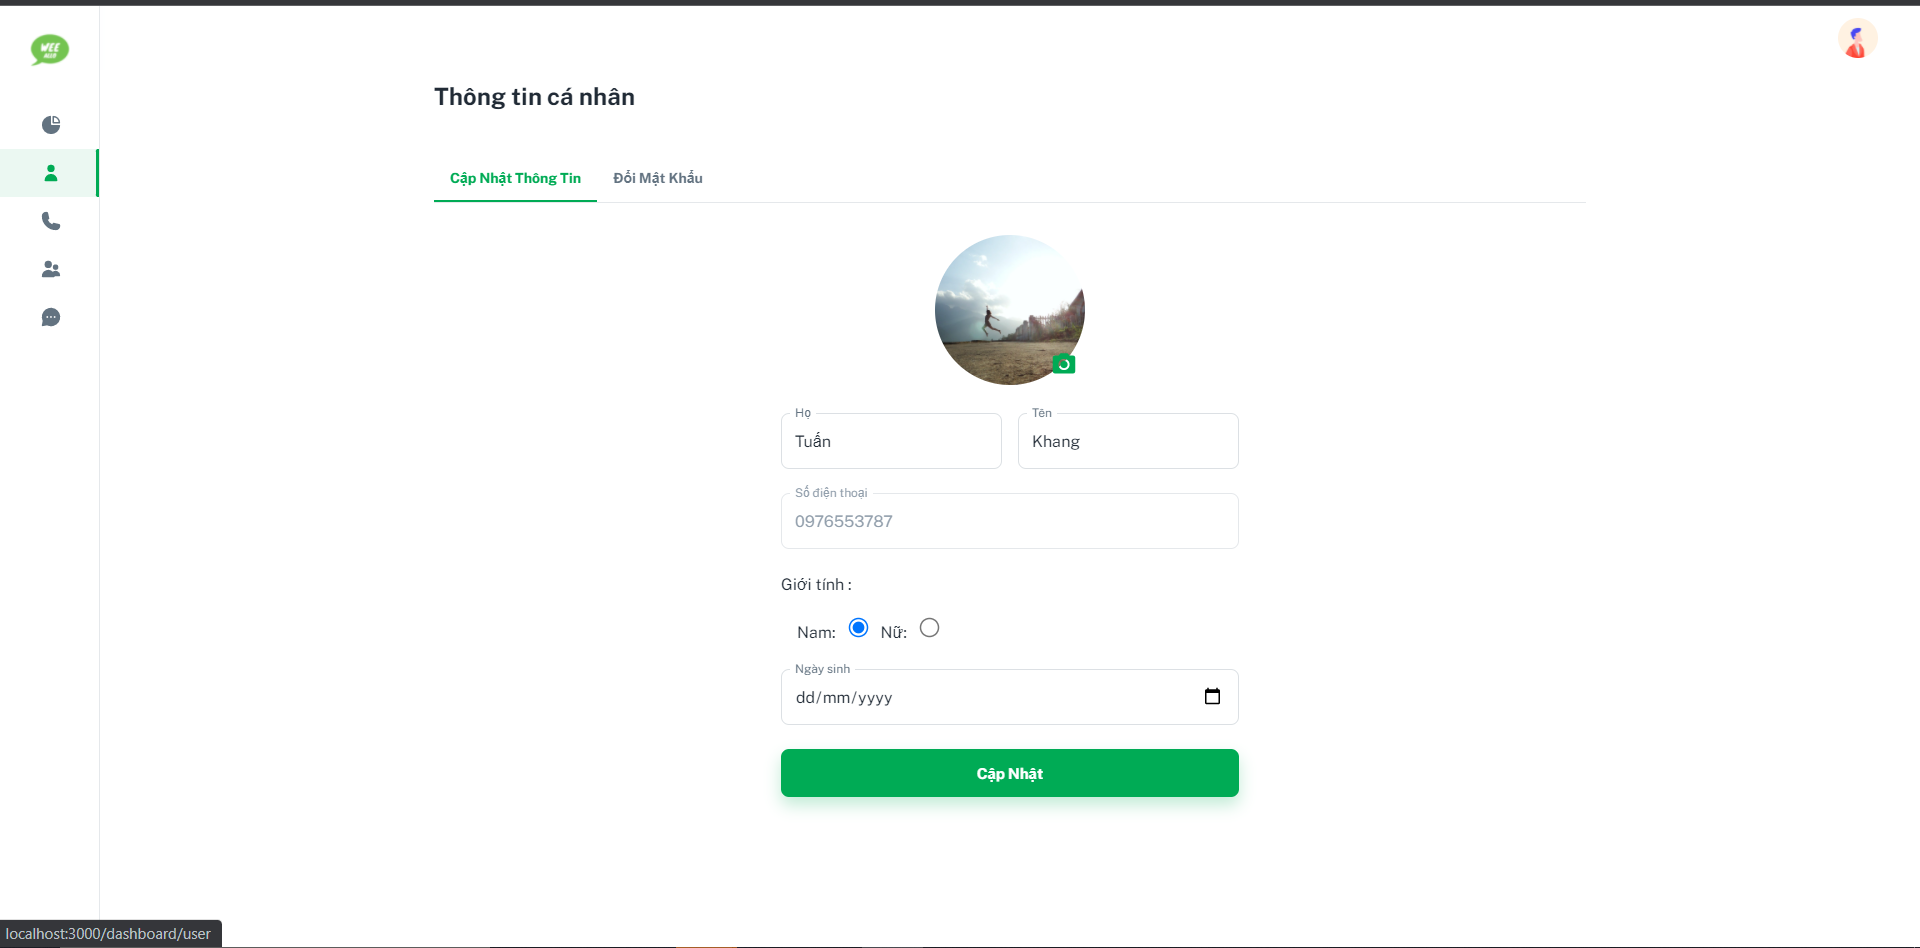 WEE
Thông tin cá nhân
Cập Nhật Thông Tin
Đổi Mật Khẩu
Họ
Tuấn
Tên
Khang
Số điện thoại
0976553787
Giới tính :
Nam:
Nữ:
Ngày sinh
dd/mm/yyyy
Cập Nhật
localhost:3000/dashboard/user